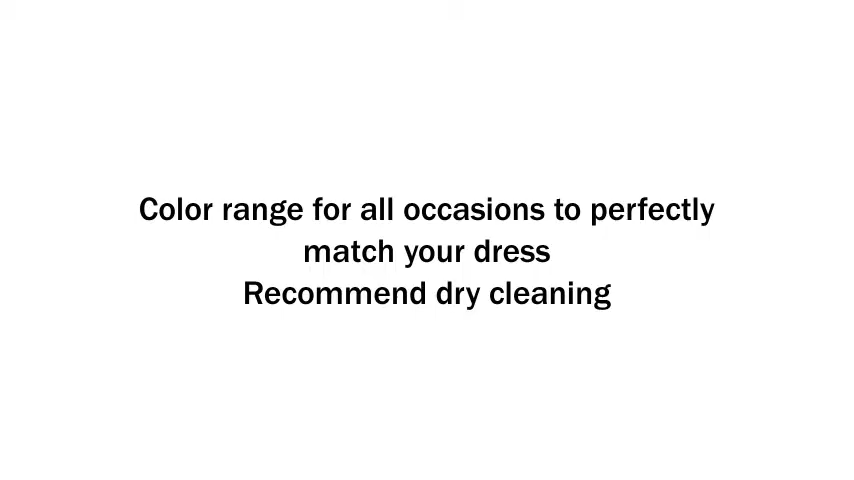 Color range for all occasions to perfectly
match your dress
Recommend dry cleaning